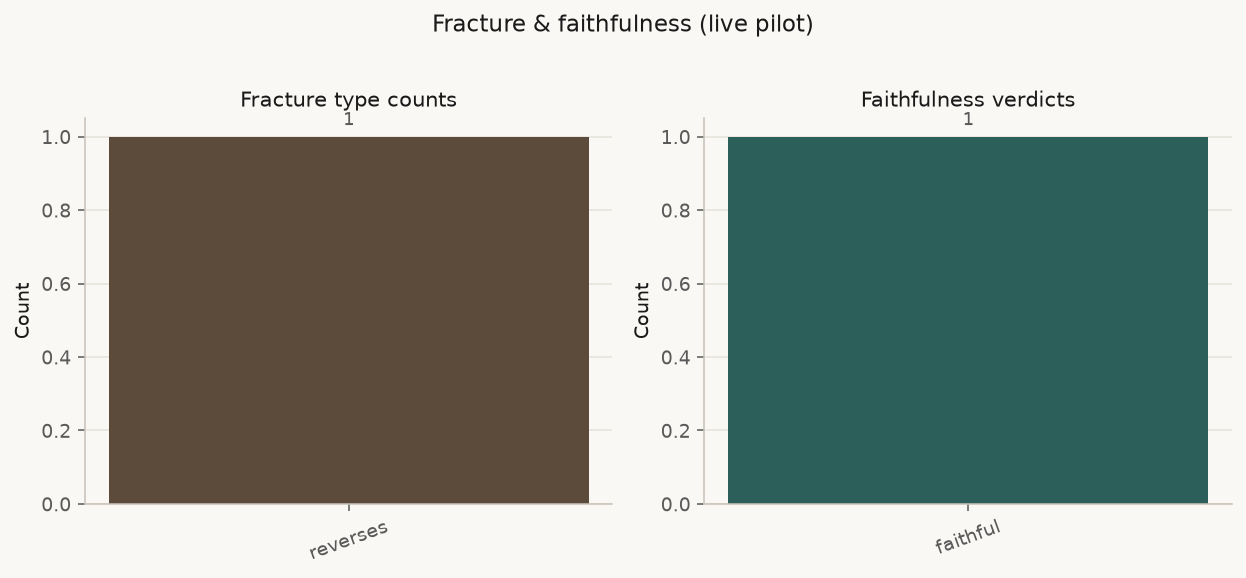 Fracture & faithfulness (live pilot)
Fracture type counts
1
1.0
0.8
0.6
0.4
0.2
0.0
Count
reverses
Faithfulness verdicts
1
1.0
0.8
0.6
0.4
0.2
0.0
Count
faithful